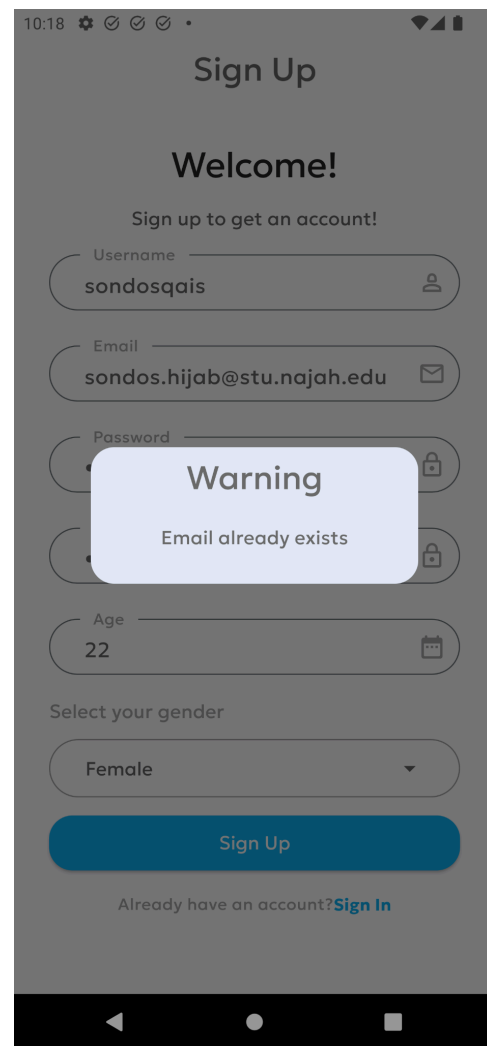 10:18
Sign Up
Welcome!
Sign up to get an account!
Username
sondosqais
Email
sondos.hijab@stu.najah.edu
Password
Warning
Email already exists
Age
22
Select your gender
Female
Sign Up
Already have an account?Sign In